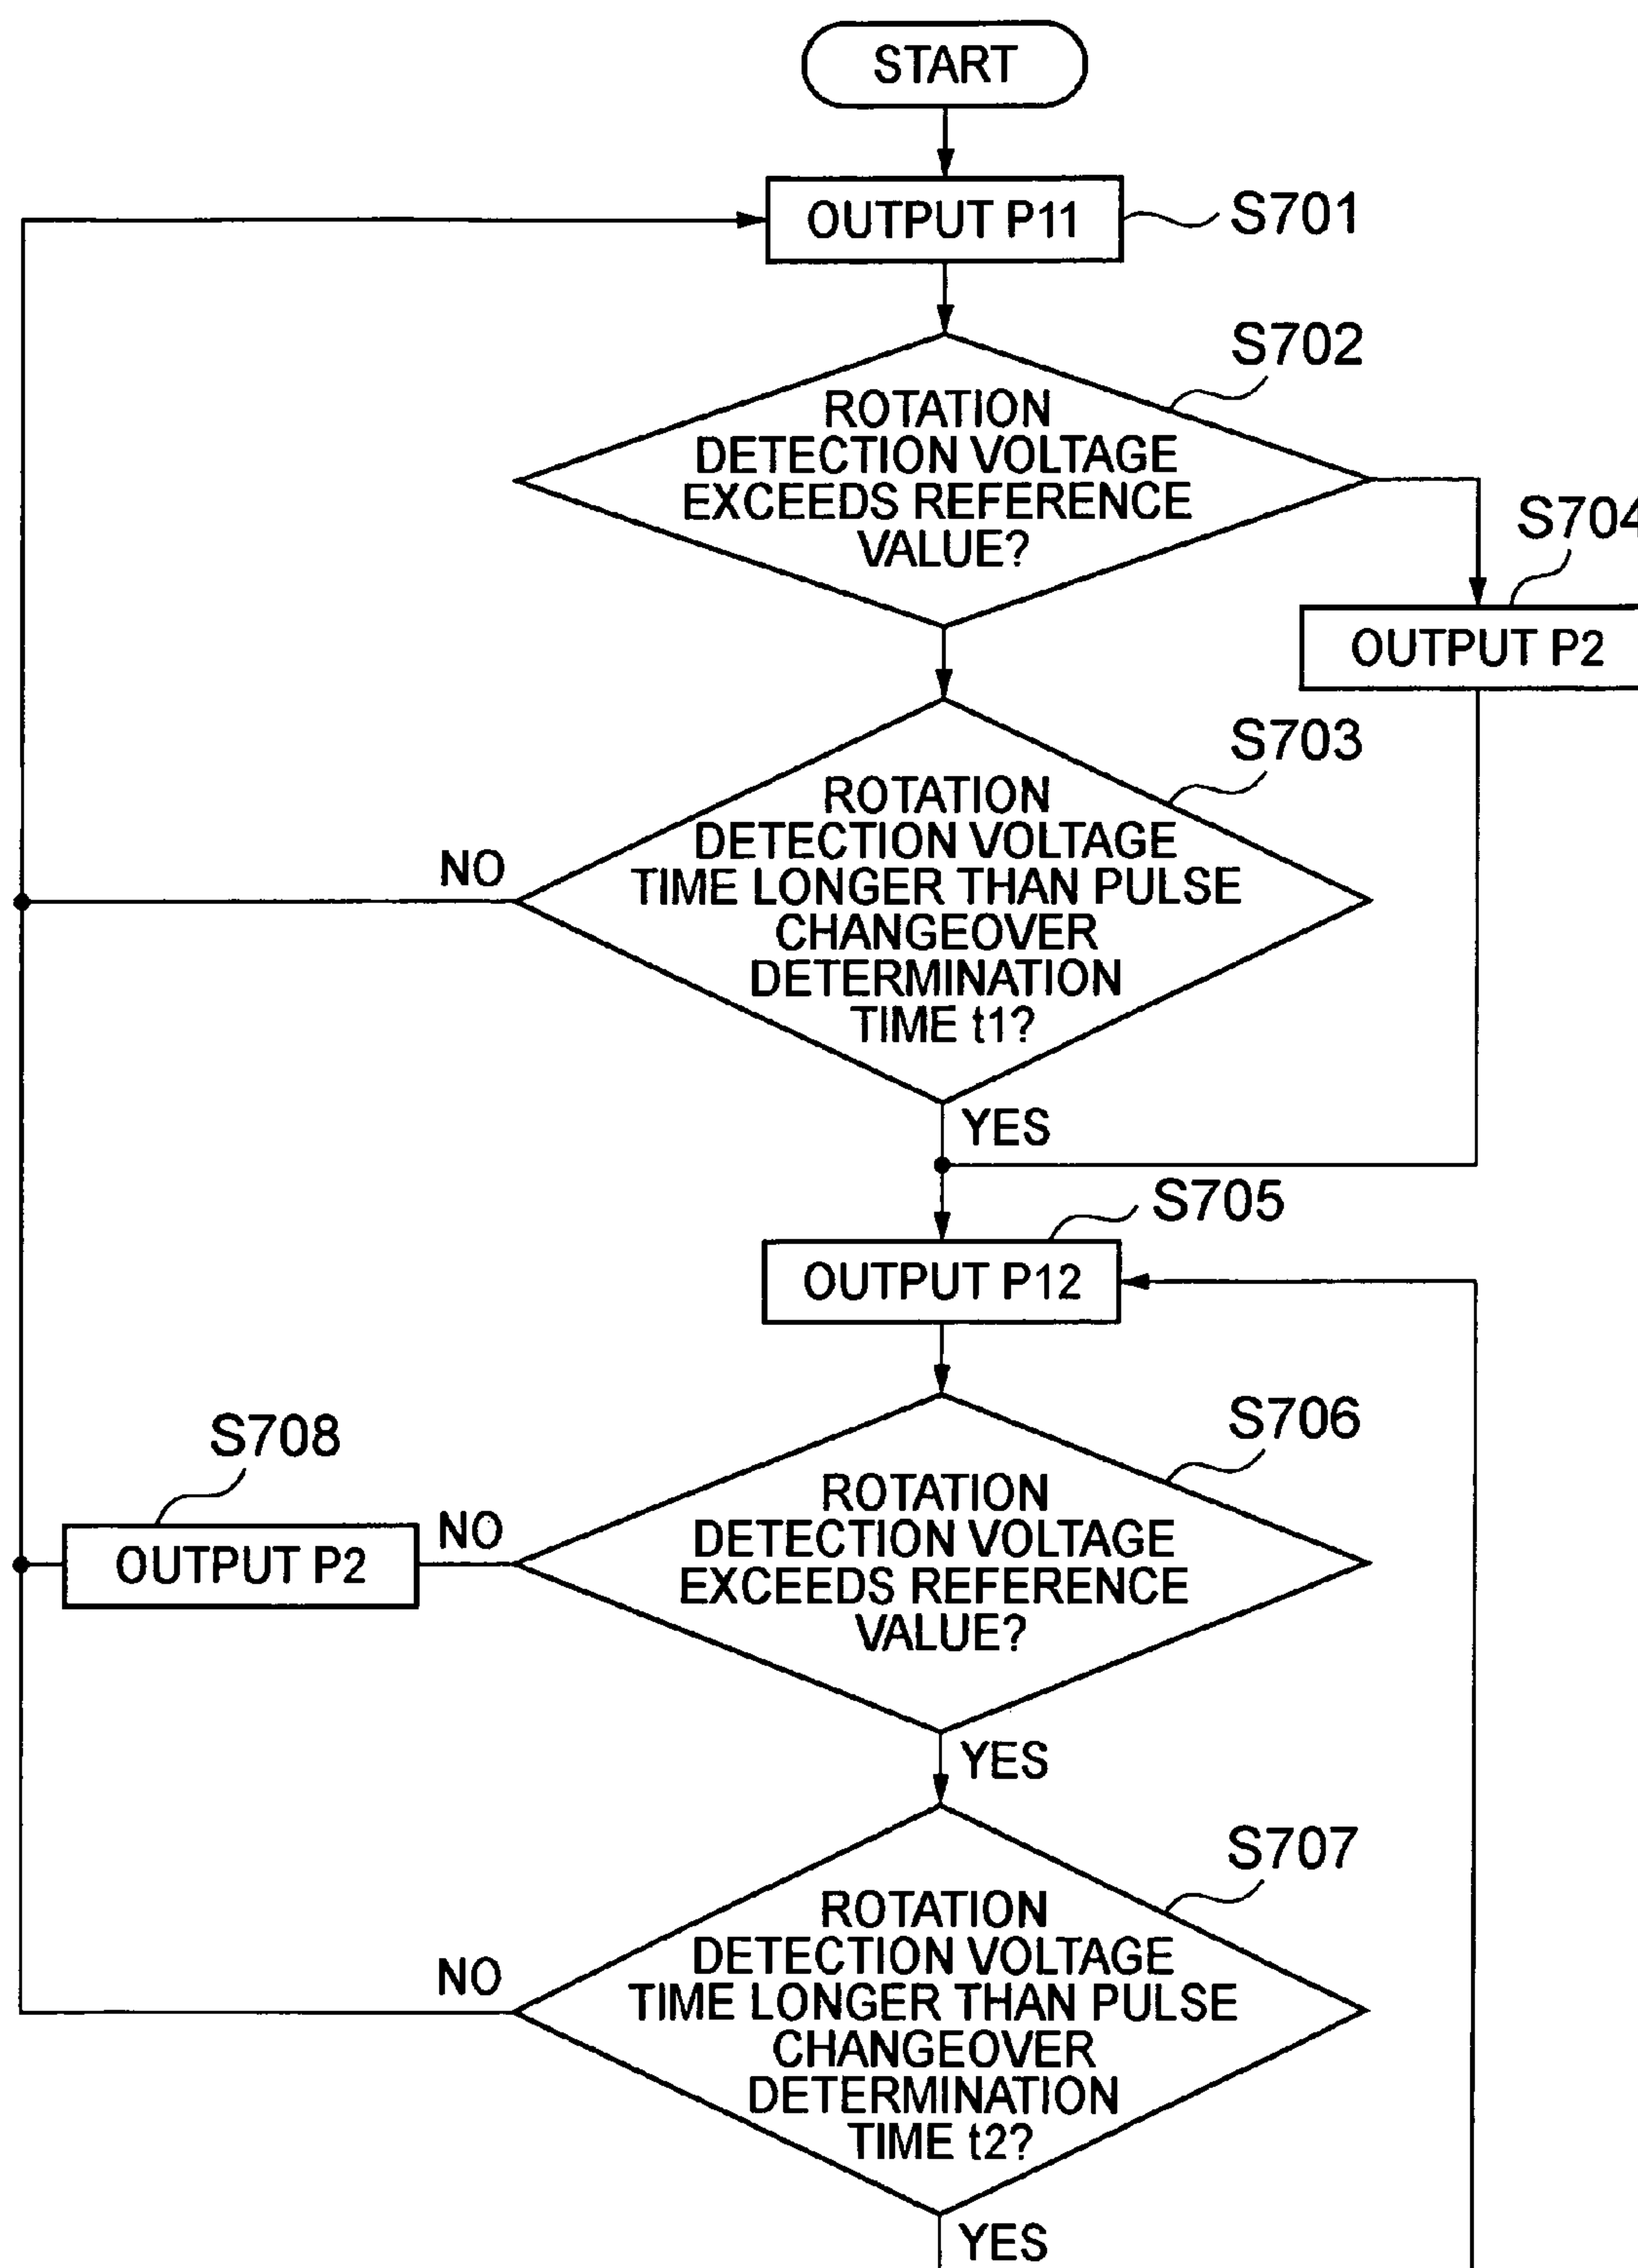 START
OUTPUT P11
S701
S702
ROTATION
DETECTION VOLTAGE
EXCEEDS REFERENCE
VALUE?
S704
OUTPUT P2
S703
ROTATION
DETECTION VOLTAGE
TIME LONGER THAN PULSE
CHANGEOVER
DETERMINATION
TIME t1?
NO
YES
S705
OUTPUT P12
S706
ROTATION
DETECTION VOLTAGE
EXCEEDS REFERENCE
VALUE?
S708
NO
OUTPUT P2
YES
S707
ROTATION
DETECTION VOLTAGE
TIME LONGER THAN PULSE
CHANGEOVER
DETERMINATION
TIME t2?
NO
YES